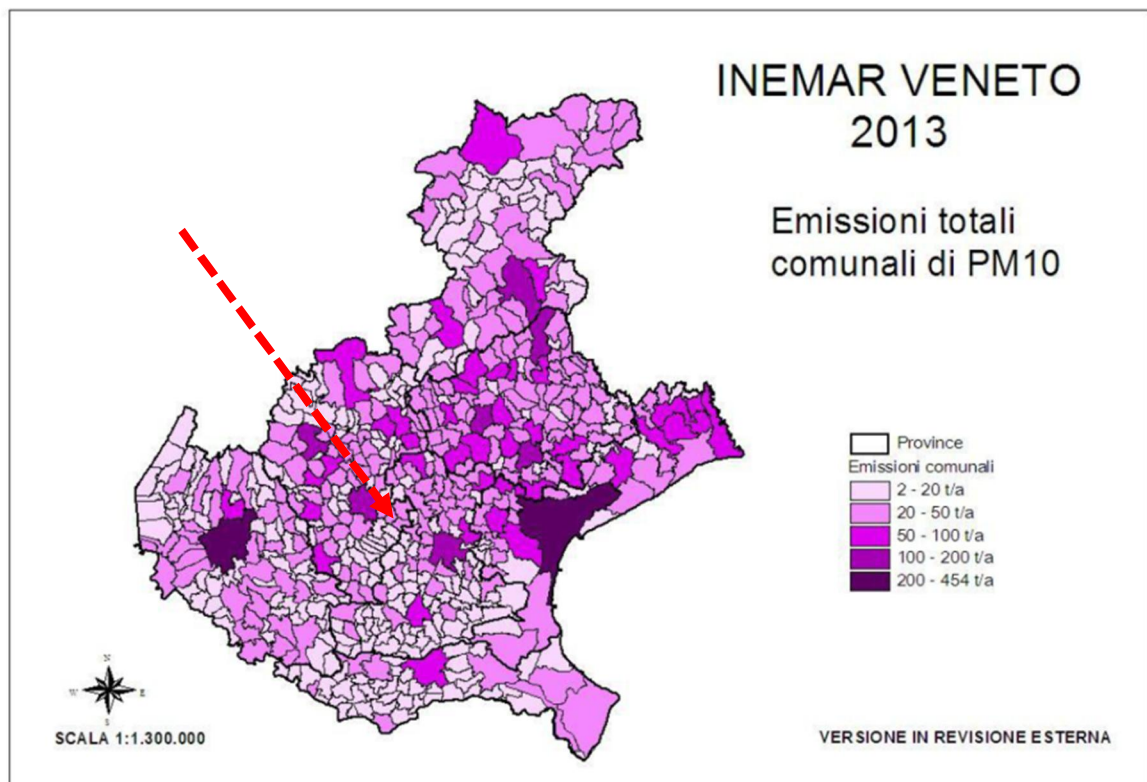 INEMAR VENETO
2013
Emissioni totali
comunali di PM10
Province
Emissioni comunali
2 - 20 t/a
20 - 50 t/a
50 - 100 t/a
100 - 200 t/a
200 - 454 t/a
N
W E
S
SCALA 1:1.300.000
VERSIONE IN REVISIONE ESTERNA